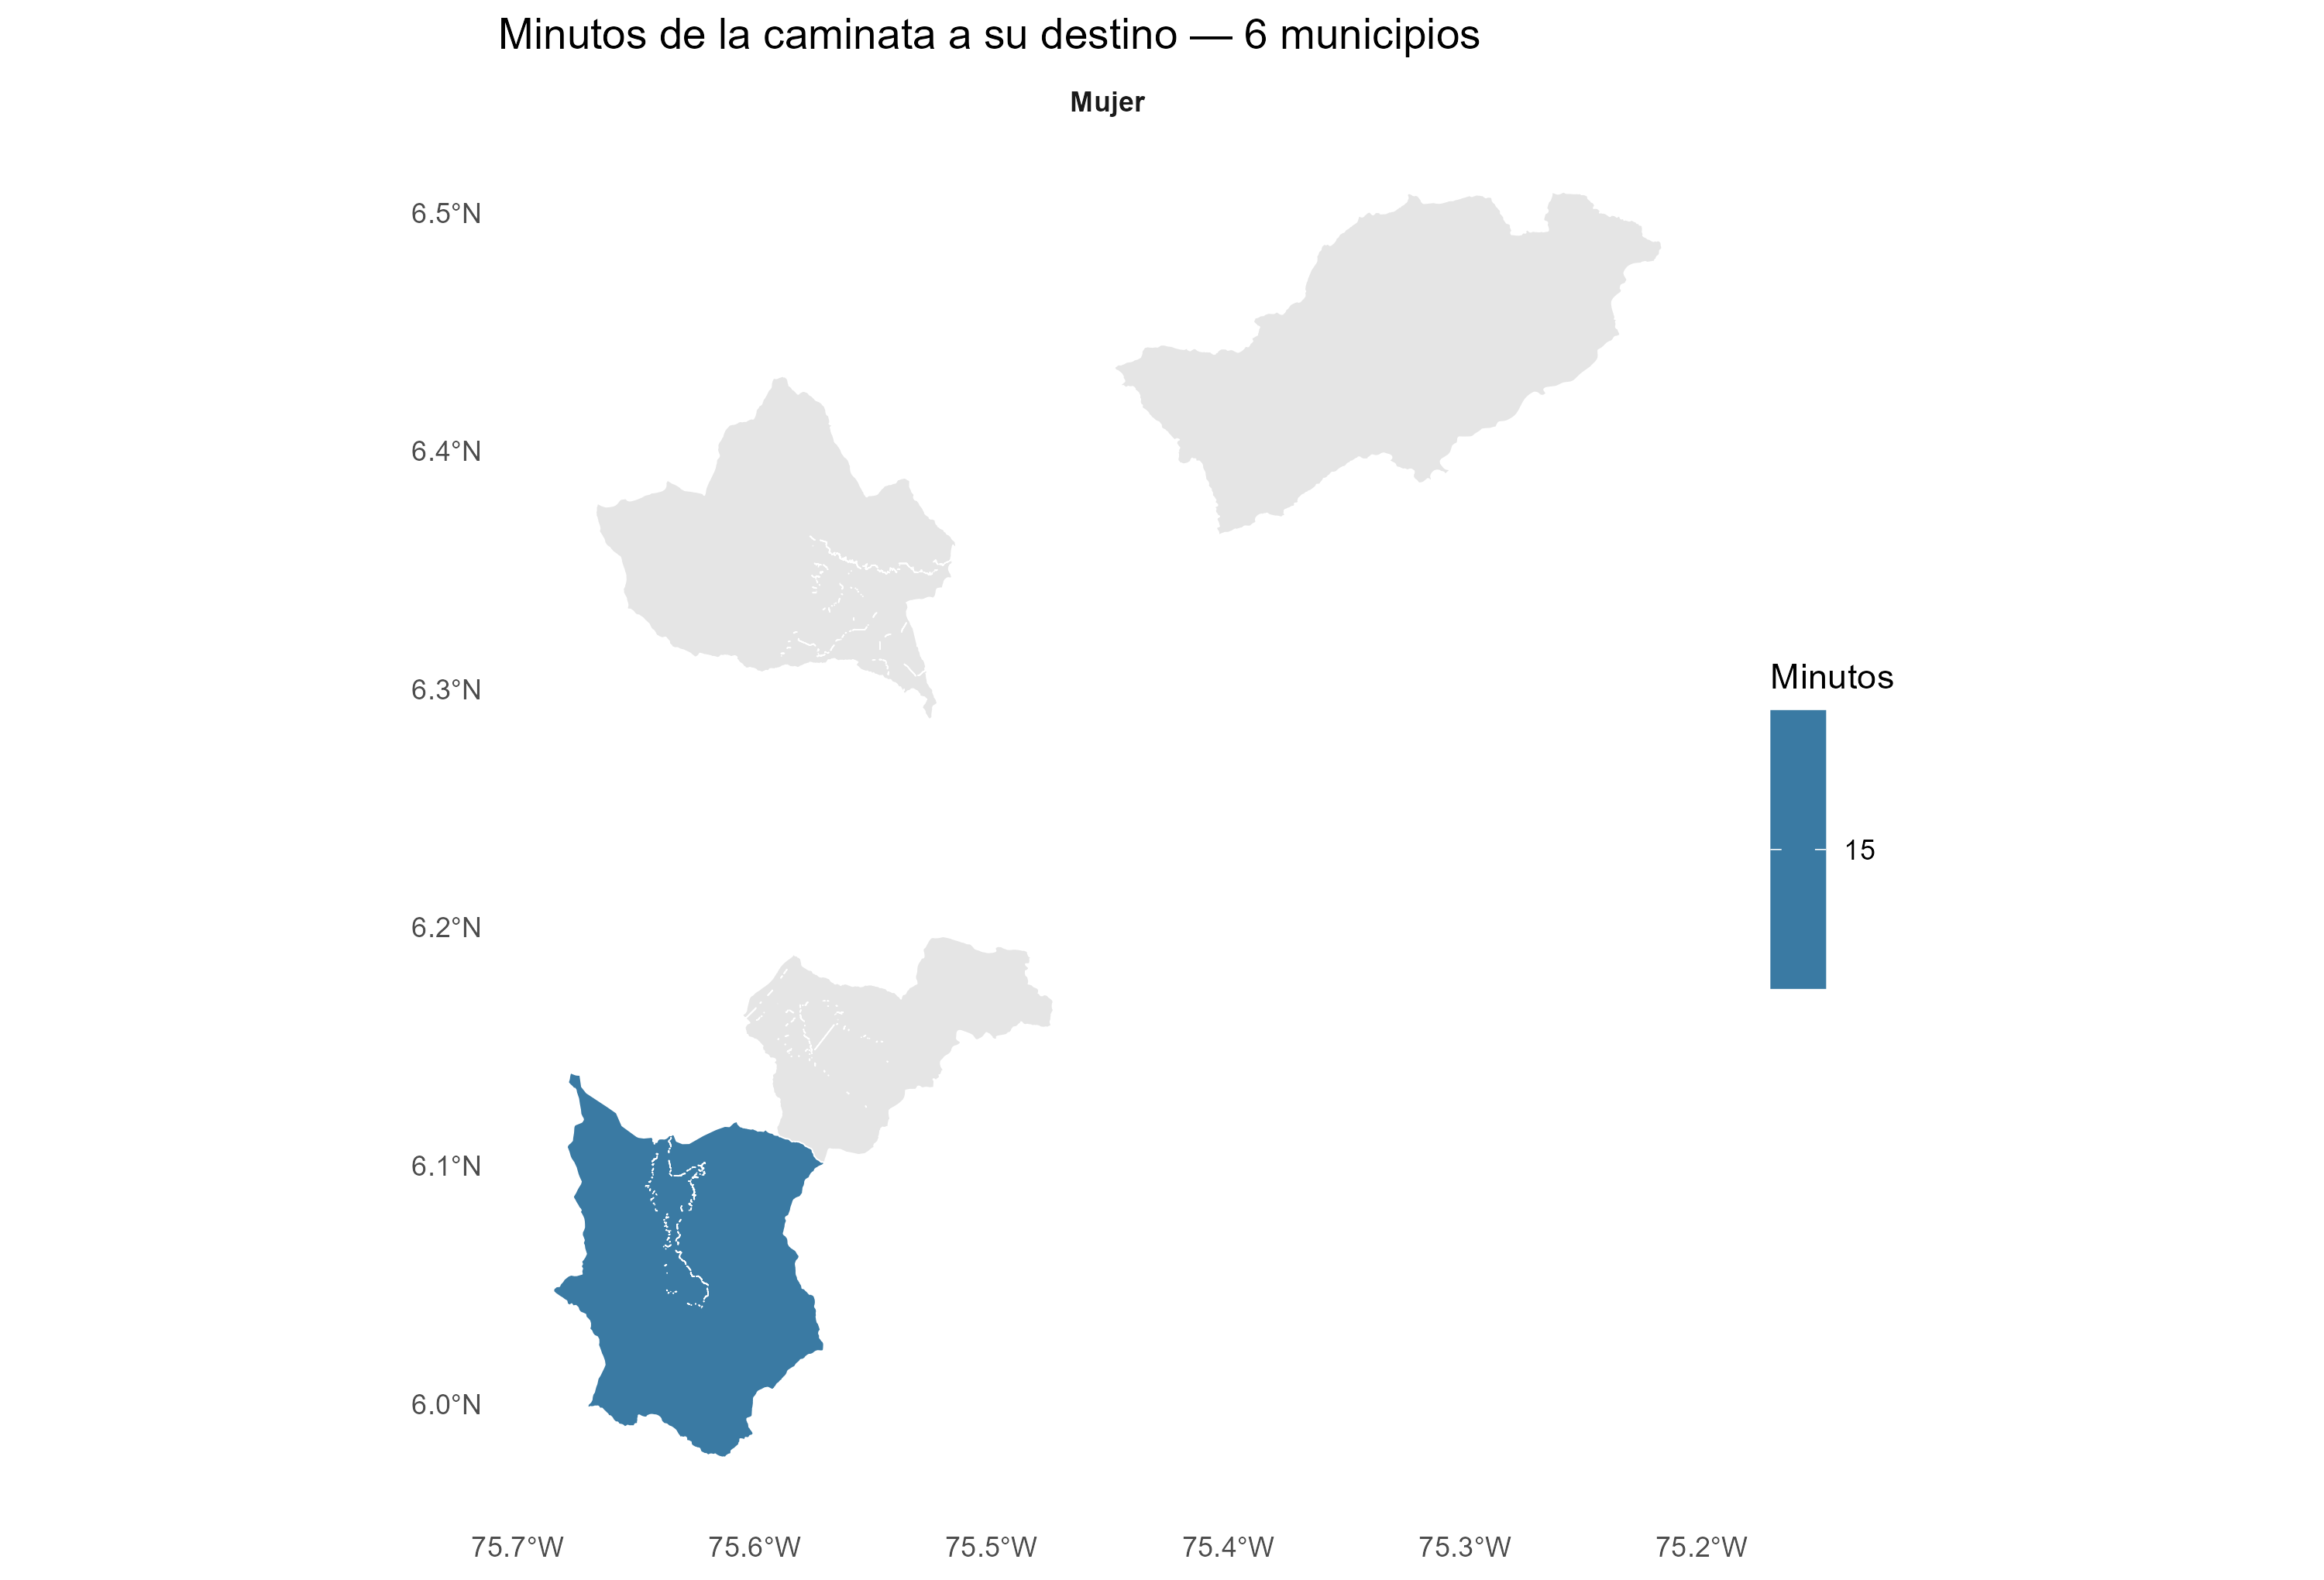 Minutos de la caminata a su destino — 6 municipios
Mujer
6.5°N
6.4°N
6.3°N
6.2°N
6.1°N
6.0°N
75.7°W
75.6°W
75.5°W
75.4°W
75.3°W
75.2°W
Minutos
15